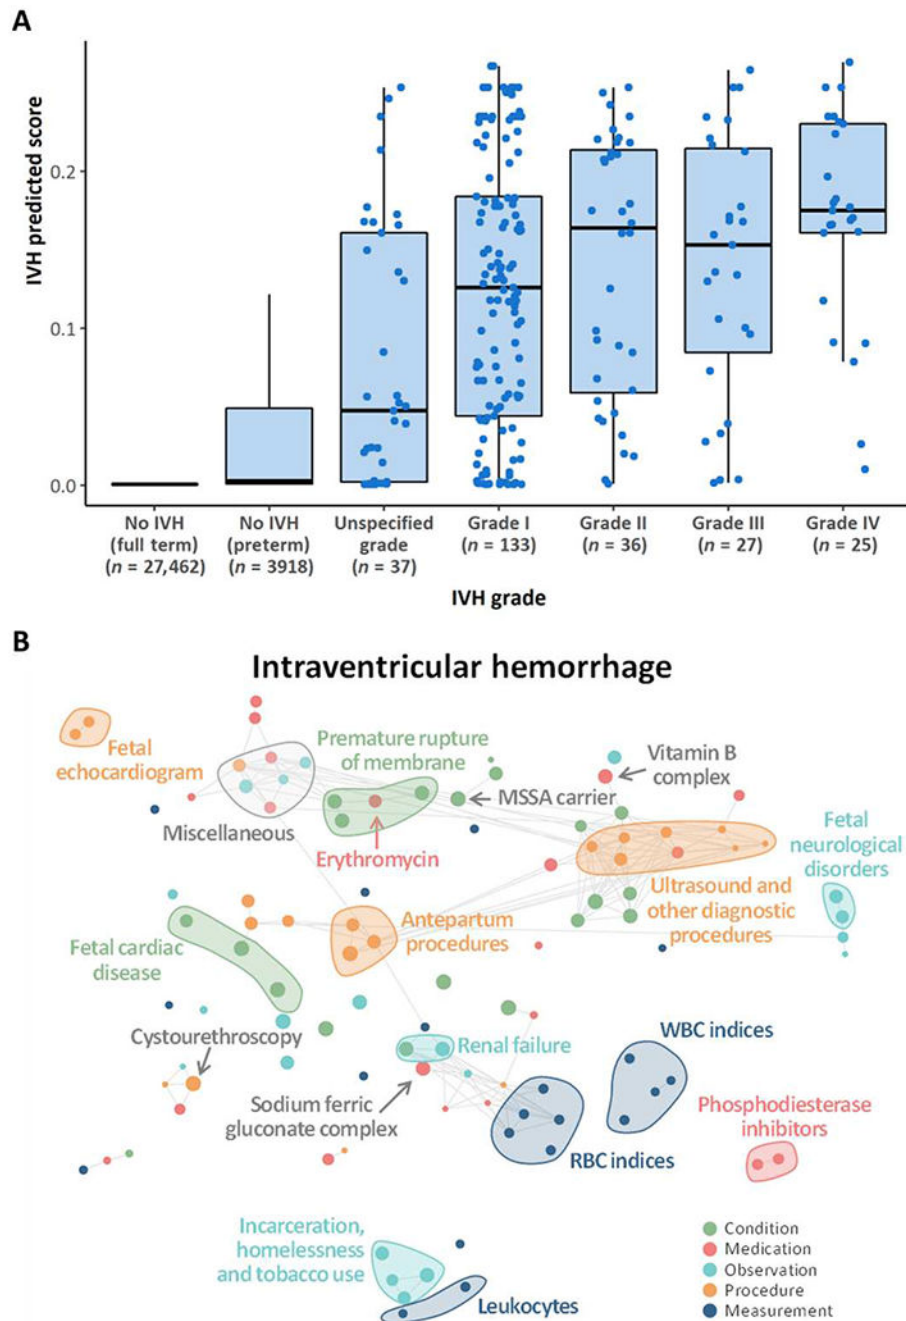 A
IVH predicted score
0.2
0.1
0.0
No IVH
(full term)
(n = 27,462)
No IVH
(preterm)
(n = 3918)
Unspecified
grade
(n = 37)
Grade I
(n = 133)
Grade II
(n = 36)
Grade III
(n = 27)
Grade IV
(n = 25)
IVH grade
B
Intraventricular hemorrhage
Fetal
echocardiogram
Premature rupture
of membrane
Vitamin B
complex
MSSA carrier
Miscellaneous
Erythromycin
Fetal
neurological
disorders
Ultrasound and
other diagnostic
procedures
Antepartum
procedures
Fetal cardiac
disease
Cystourethroscopy
Renal failure
WBC indices
Sodium ferric
gluconate complex
Phosphodiesterase
inhibitors
RBC indices
Incarceration,
homelessness
and tobacco use
Leukocytes
Condition
Medication
Observation
Procedure
Measurement